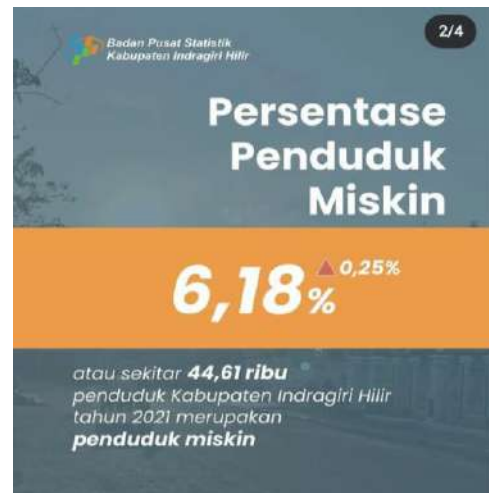 2/4
Badan Pusat Statistik
Kabupaten Indragiri Hilir
Persentase
Penduduk
Miskin
6,18% ▲0,25%
atau sekitar 44,61 ribu
penduduk Kabupaten Indragiri Hilir
tahun 2021 merupakan
penduduk miskin